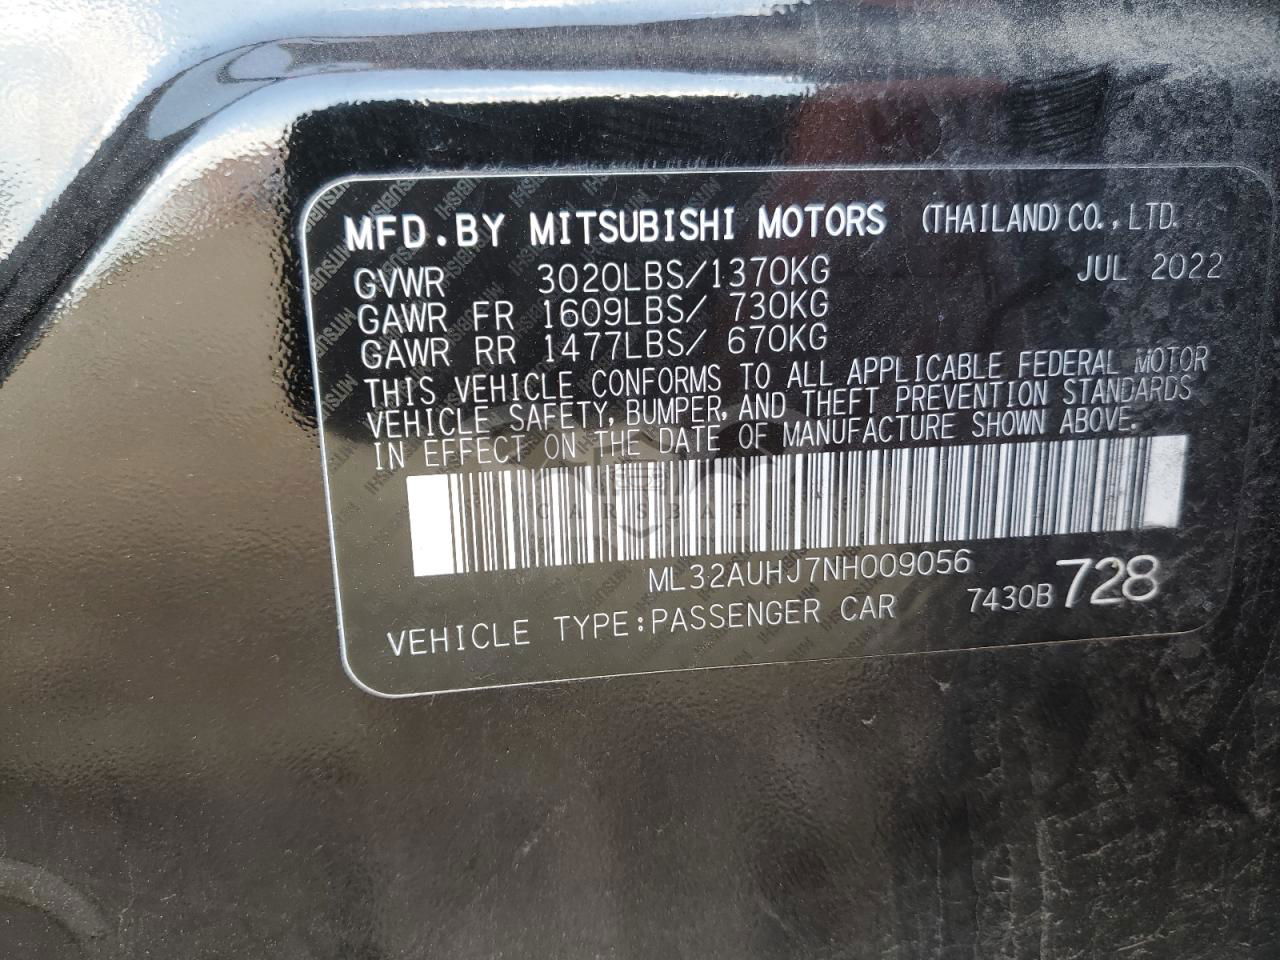 MFD.BY MITSUBISHI MOTORS (THAILAND)CO.,LTD.
GVWR 3020LBS/1370KG JUL 2022
GAWR FR 1609LBS/ 730KG
GAWR RR 1477LBS/ 670KG
THIS VEHICLE CONFORMS TO ALL APPLICABLE FEDERAL MOTOR
VEHICLE SAFETY, BUMPER, AND THEFT PREVENTION STANDARDS
IN EFFECT ON THE DATE OF MANUFACTURE SHOWN ABOVE.
CARSBAT
ML32AUHJ7NH009056
VEHICLE TYPE:PASSENGER CAR 7430B 728